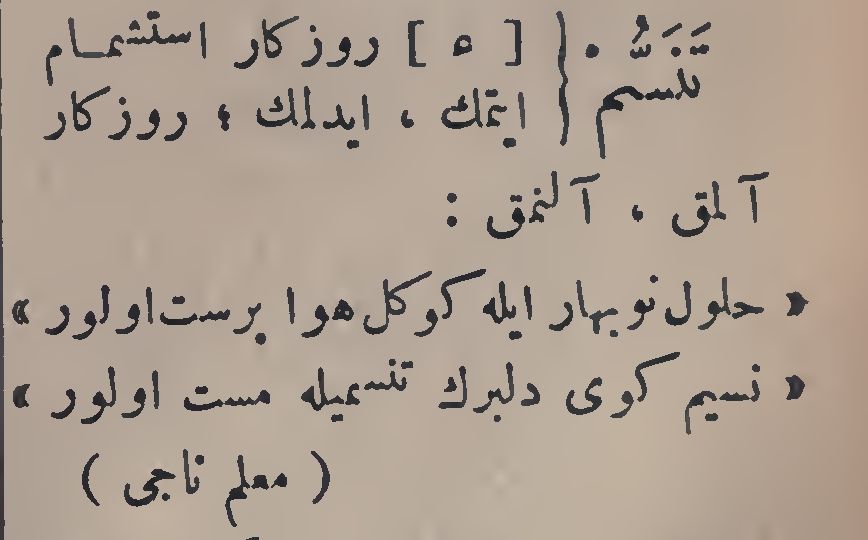 تَنَسُّم . { [ ٥ ] روزكار استشمام
ايتمك ، ايدلمك ؛ روزكار
آلمق ، آلنمق :
« حلول نوبهار ايله كوكل هوا پرست اولور »
« نسيم كوى دلبرك تنسميله مست اولور »
( معلم ناجى )